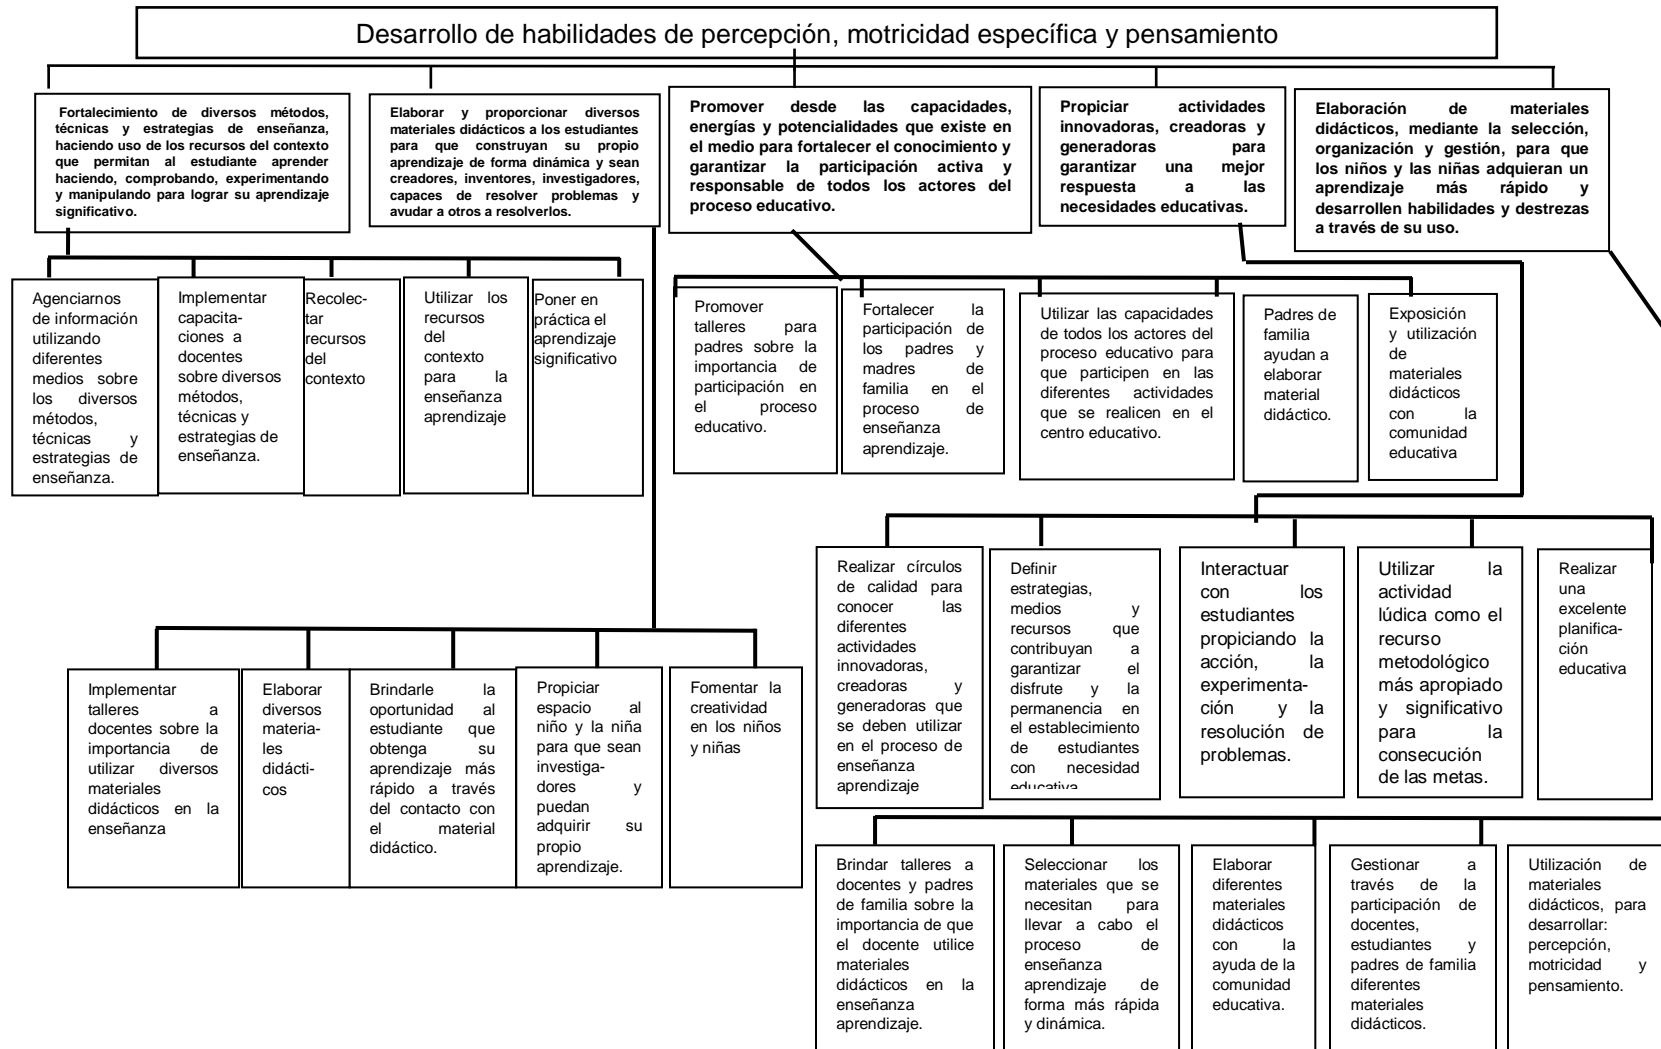 Desarrollo de habilidades de percepción, motricidad específica y pensamiento
Fortalecimiento de diversos métodos,
técnicas y estrategias de enseñanza,
haciendo uso de los recursos del contexto
que permitan al estudiante aprender
haciendo, comprobando, experimentando
y manipulando para lograr su aprendizaje
significativo.
Elaborar y proporcionar diversos
materiales didácticos a los estudiantes
para que construyan su propio
aprendizaje de forma dinámica y sean
creadores, inventores, investigadores,
capaces de resolver problemas y
ayudar a otros a resolverlos.
Promover desde las capacidades,
energías y potencialidades que existe en
el medio para fortalecer el conocimiento y
garantizar la participación activa y
responsable de todos los actores del
proceso educativo.
Propiciar actividades
innovadoras, creadoras y
generadoras para
garantizar una mejor
respuesta a las
necesidades educativas.
Elaboración de materiales
didácticos, mediante la selección,
organización y gestión, para que
los niños y las niñas adquieran un
aprendizaje más rápido y
desarrollen habilidades y destrezas
a través de su uso.
Agenciarnos
de información
utilizando
diferentes
medios sobre
los diversos
métodos,
técnicas y
estrategias de
enseñanza.
Implementar
capacita-
ciones a
docentes
sobre diversos
métodos,
técnicas y
estrategias de
enseñanza.
Recolec-
tar
recursos
del
contexto
Utilizar los
recursos
del
contexto
para la
enseñanza
aprendizaje
Poner en
práctica el
aprendizaje
significativo
Promover
talleres para
padres sobre la
importancia de
participación en
el proceso
educativo.
Fortalecer la
participación de
los padres y
madres de
familia en el
proceso de
enseñanza
aprendizaje.
Utilizar las capacidades
de todos los actores del
proceso educativo para
que participen en las
diferentes actividades
que se realicen en el
centro educativo.
Padres de
familia
ayudan a
elaborar
material
didáctico.
Exposición
y utilización
de
materiales
didácticos
con la
comunidad
educativa
Realizar círculos
de calidad para
conocer las
diferentes
actividades
innovadoras,
creadoras y
generadoras que
se deben utilizar
en el proceso de
enseñanza
aprendizaje
Definir
estrategias,
medios y
recursos que
contribuyan a
garantizar el
disfrute y la
permanencia en
el establecimiento
de estudiantes
con necesidad
educativa
Interactuar
con los
estudiantes
propiciando la
acción, la
experimenta-
ción y la
resolución de
problemas.
Utilizar la
actividad
lúdica como el
recurso
metodológico
más apropiado
y significativo
para la
consecución
de las metas.
Realizar
una
excelente
planifica-
ción
educativa
Implementar
talleres a
docentes sobre la
importancia de
utilizar diversos
materiales
didácticos en la
enseñanza
Elaborar
diversos
materia-
les
didácti-
cos
Brindarle la
oportunidad al
estudiante que
obtenga su
aprendizaje más
rápido a través
del contacto con
el material
didáctico.
Propiciar
espacio al
niño y la niña
para que sean
investiga-
dores y
puedan
adquirir su
propio
aprendizaje.
Fomentar la
creatividad
en los niños
y niñas
Brindar talleres a
docentes y padres
de familia sobre la
importancia de que
el docente utilice
materiales
didácticos en la
enseñanza
aprendizaje.
Seleccionar los
materiales que se
necesitan para
llevar a cabo el
proceso de
enseñanza
aprendizaje de
forma más rápida
y dinámica.
Elaborar
diferentes
materiales
didácticos
con la
ayuda de la
comunidad
educativa.
Gestionar a
través de la
participación de
docentes,
estudiantes y
padres de familia
diferentes
materiales
didácticos.
Utilización de
materiales
didácticos, para
desarrollar:
percepción,
motricidad y
pensamiento.